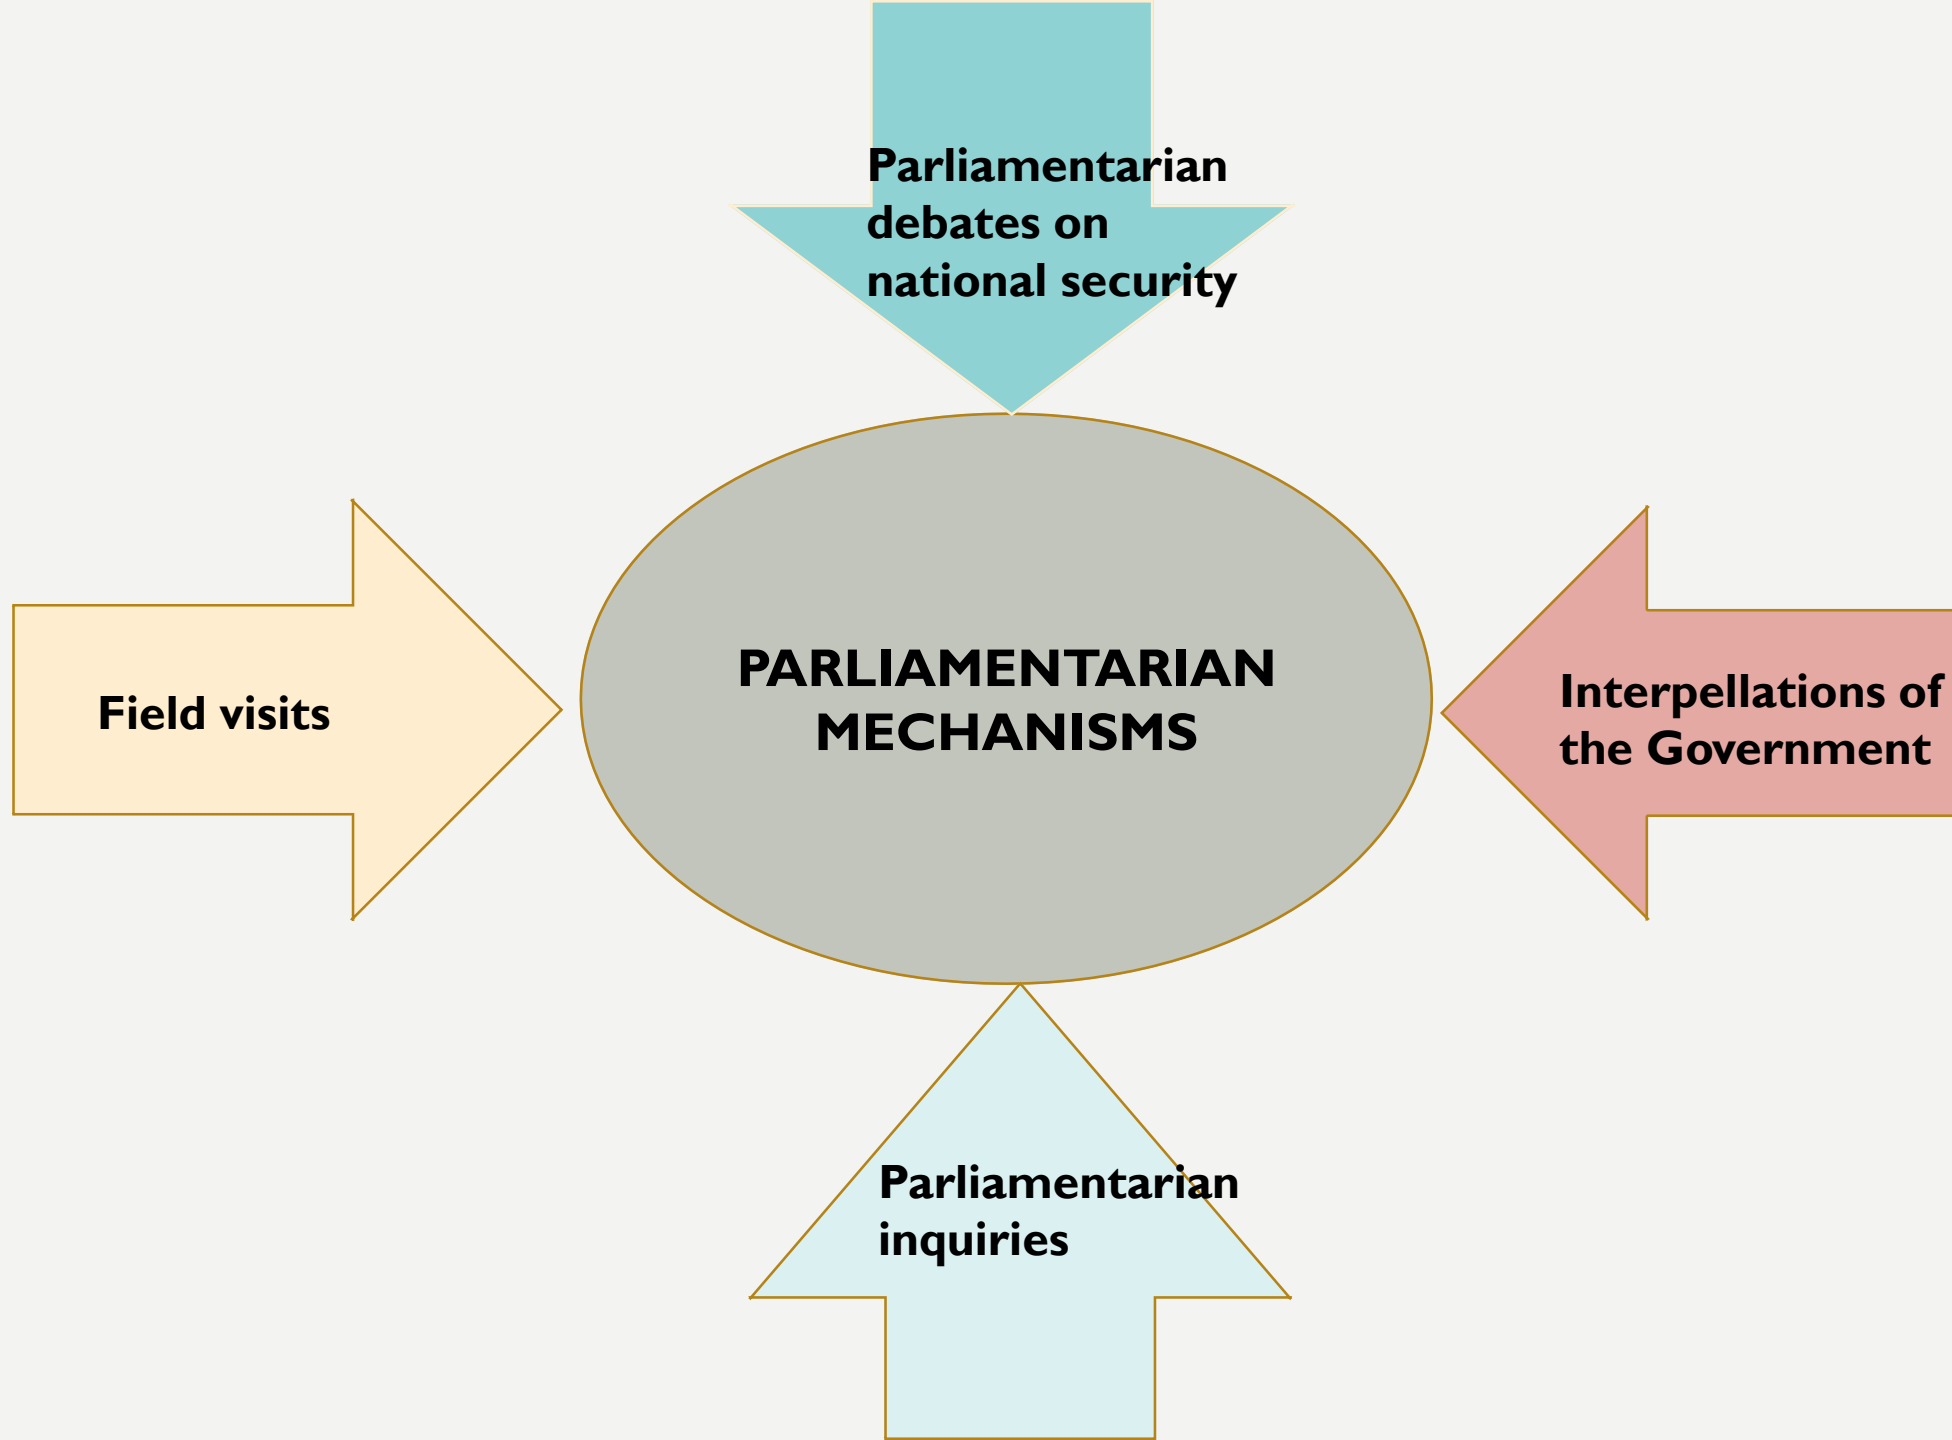 Parliamentarian
debates on
national security
Field visits
PARLIAMENTARIAN
MECHANISMS
Interpellations of
the Government
Parliamentarian
inquiries